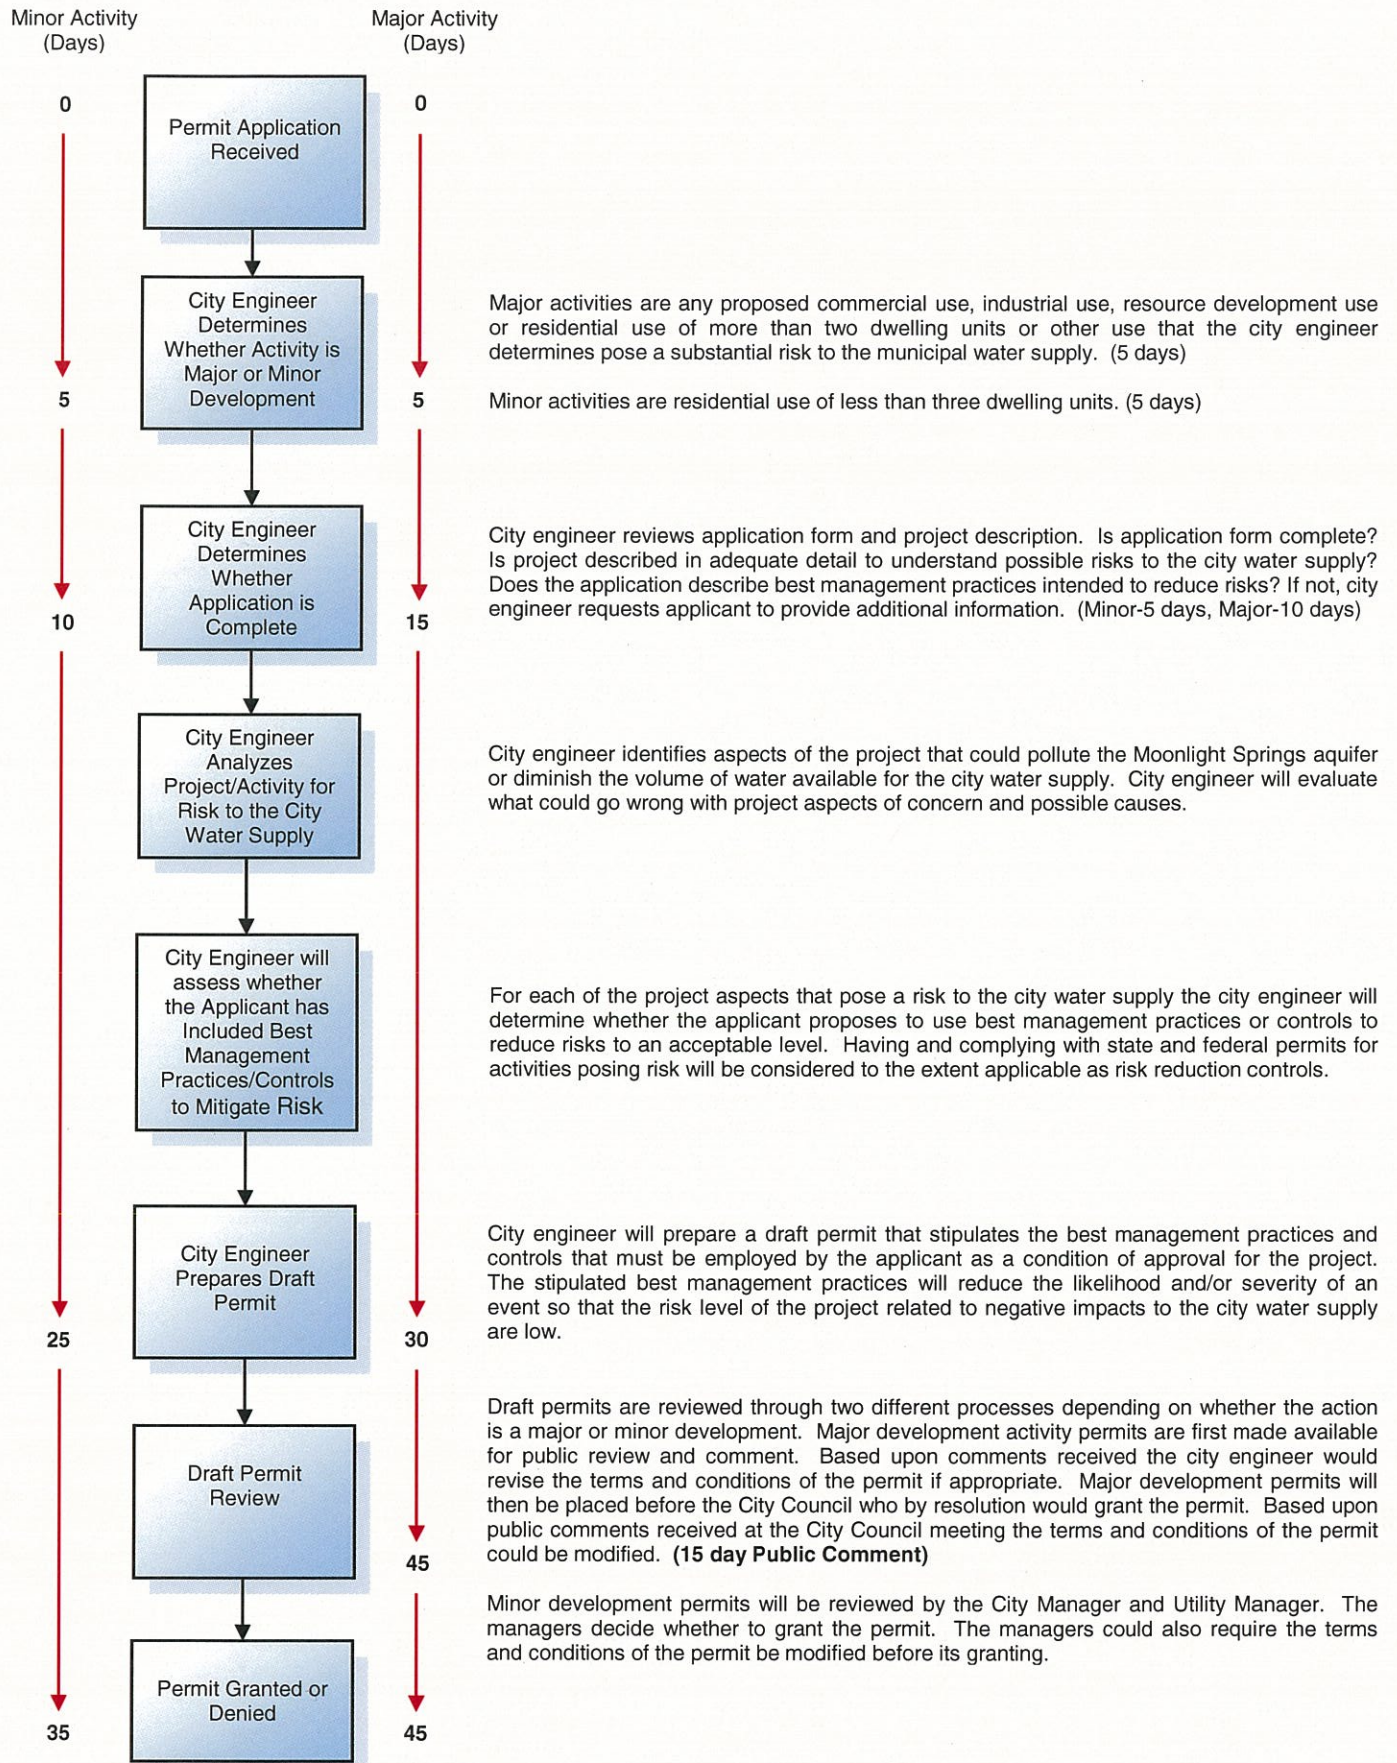 Minor Activity
(Days)
Major Activity
(Days)
0
0
Permit Application
Received
City Engineer
Determines
Whether Activity is
Major or Minor
Development
Major activities are any proposed commercial use, industrial use, resource development use
or residential use of more than two dwelling units or other use that the city engineer
determines pose a substantial risk to the municipal water supply. (5 days)
5
5
Minor activities are residential use of less than three dwelling units. (5 days)
City Engineer
Determines
Whether
Application is
Complete
City engineer reviews application form and project description. Is application form complete?
Is project described in adequate detail to understand possible risks to the city water supply?
Does the application describe best management practices intended to reduce risks? If not, city
engineer requests applicant to provide additional information. (Minor-5 days, Major-10 days)
10
15
City Engineer
Analyzes
Project/Activity for
Risk to the City
Water Supply
City engineer identifies aspects of the project that could pollute the Moonlight Springs aquifer
or diminish the volume of water available for the city water supply. City engineer will evaluate
what could go wrong with project aspects of concern and possible causes.
City Engineer will
assess whether
the Applicant has
Included Best
Management
Practices/Controls
to Mitigate Risk
For each of the project aspects that pose a risk to the city water supply the city engineer will
determine whether the applicant proposes to use best management practices or controls to
reduce risks to an acceptable level. Having and complying with state and federal permits for
activities posing risk will be considered to the extent applicable as risk reduction controls.
City Engineer
Prepares Draft
Permit
City engineer will prepare a draft permit that stipulates the best management practices and
controls that must be employed by the applicant as a condition of approval for the project.
The stipulated best management practices will reduce the likelihood and/or severity of an
event so that the risk level of the project related to negative impacts to the city water supply
are low.
25
30
Draft Permit
Review
Draft permits are reviewed through two different processes depending on whether the action
is a major or minor development. Major development activity permits are first made available
for public review and comment. Based upon comments received the city engineer would
revise the terms and conditions of the permit if appropriate. Major development permits will
then be placed before the City Council who by resolution would grant the permit. Based upon
public comments received at the City Council meeting the terms and conditions of the permit
could be modified. (15 day Public Comment)
45
Minor development permits will be reviewed by the City Manager and Utility Manager. The
managers decide whether to grant the permit. The managers could also require the terms
and conditions of the permit be modified before its granting.
Permit Granted or
Denied
35
45